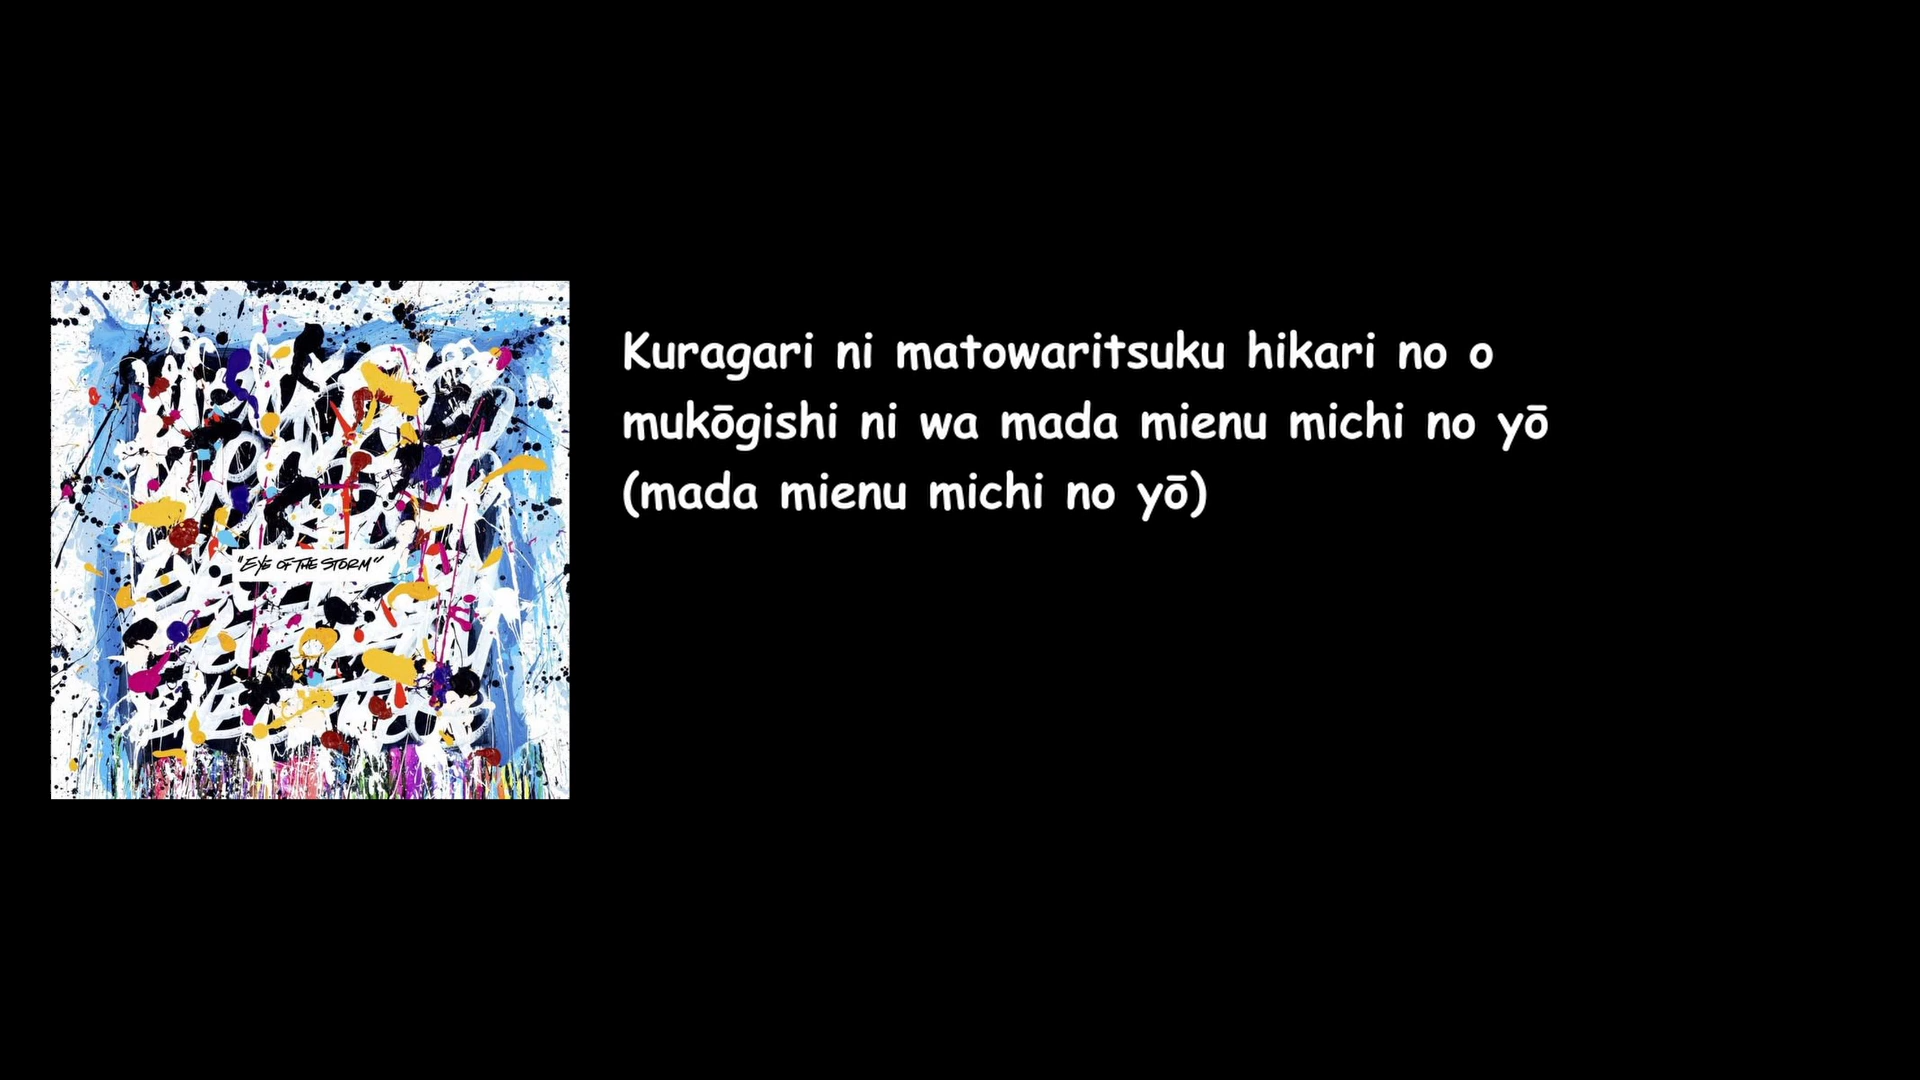 "EYE OF THE STORM"
Kuragari ni matowaritsuku hikari no o
mukōgishi ni wa mada mienu michi no yō
(mada mienu michi no yō)